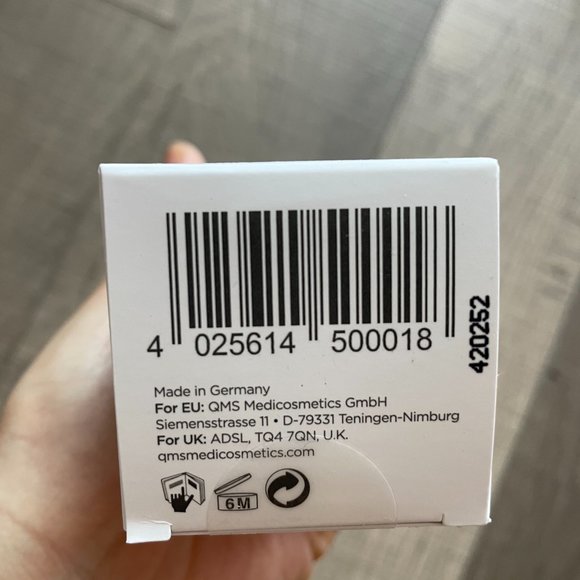 4 025614 500018
420252
Made in Germany
For EU: QMS Medicosmetics GmbH
Siemensstrasse 11 • D-79331 Teningen-Nimburg
For UK: ADSL, TQ4 7QN, U.K.
qmsmedicosmetics.com
6M